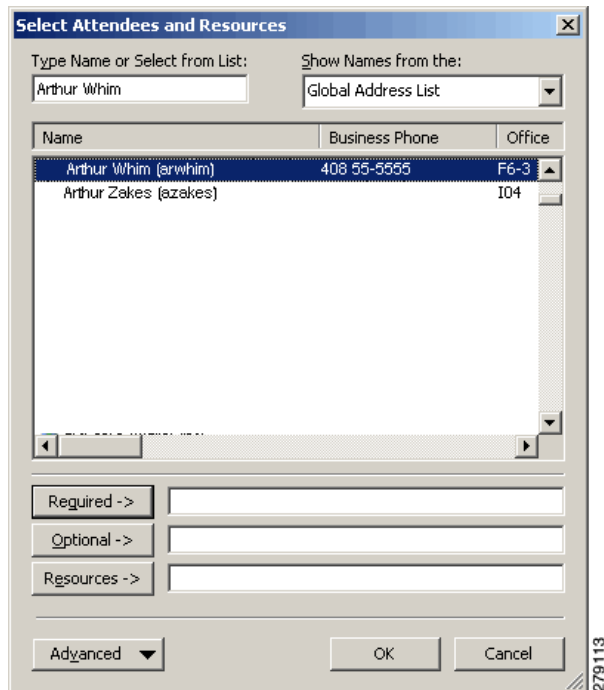 Select Attendees and Resources
Type Name or Select from List: Show Names from the:
Arthur Whim Global Address List
Name Business Phone Office
Arthur Whim (arwhim) 408 55-5555 F6-3
Arthur Zakes (azakes) I04
Required ->
Optional ->
Resources ->
Advanced OK Cancel
279113